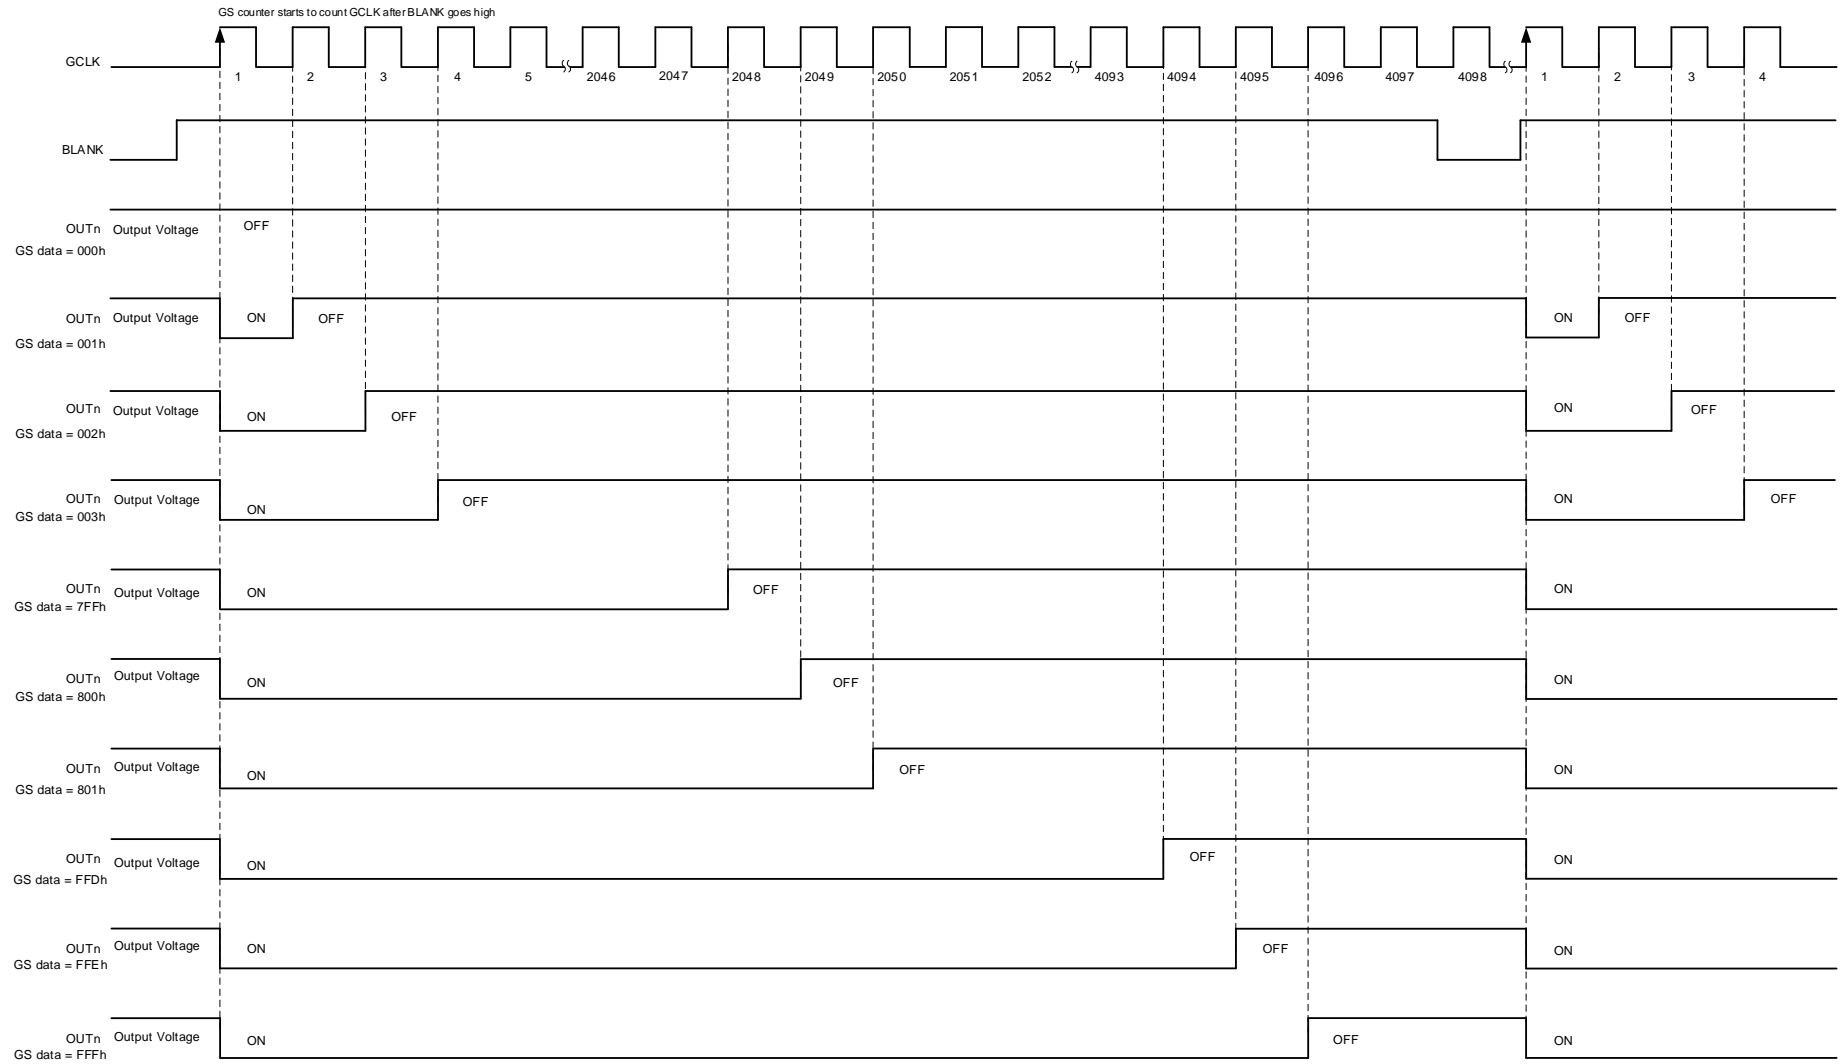 GS counter starts to count GCLK after BLANK goes high
GCLK
1 2 3 4 5 2046 2047 2048 2049 2050 2051 2052 4093 4094 4095 4096 4097 4098 1 2 3 4
BLANK
OUTn Output Voltage OFF
GS data = 000h
OUTn Output Voltage ON OFF ON OFF
GS data = 001h
OUTn Output Voltage ON OFF ON OFF
GS data = 002h
OUTn Output Voltage ON OFF ON OFF
GS data = 003h
OUTn Output Voltage ON OFF ON
GS data = 7FFh
OUTn Output Voltage ON OFF ON
GS data = 800h
OUTn Output Voltage ON OFF ON
GS data = 801h
OUTn Output Voltage ON OFF ON
GS data = FFDh
OUTn Output Voltage ON OFF ON
GS data = FFEh
OUTn Output Voltage ON OFF ON
GS data = FFFh